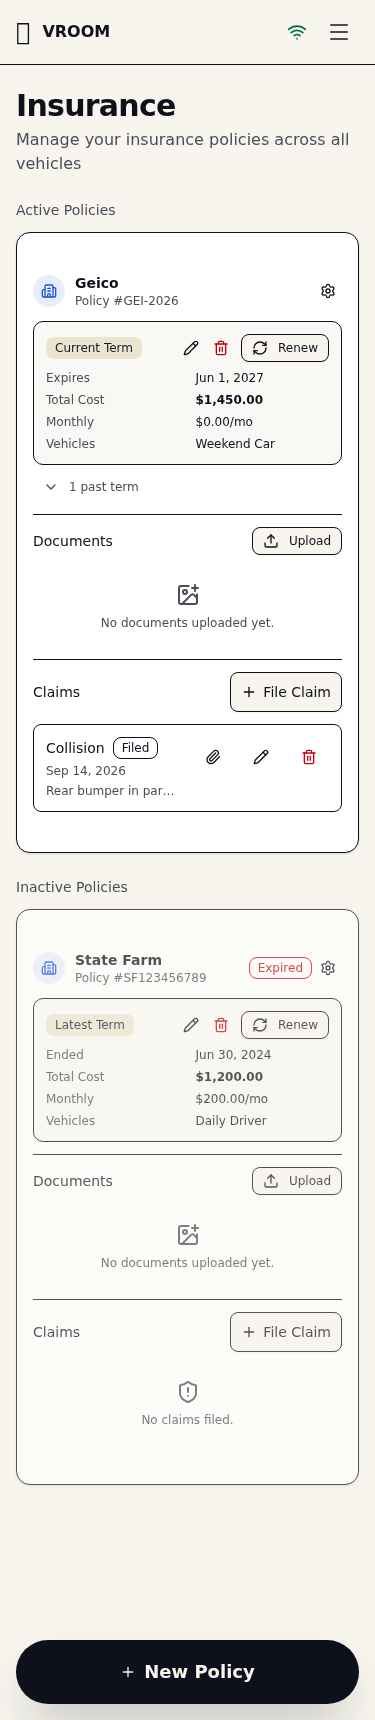 VROOM
Insurance
Manage your insurance policies across all
vehicles
Active Policies
Geico
Policy #GEI-2026
Current Term
Renew
Expires Jun 1, 2027
Total Cost $1,450.00
Monthly $0.00/mo
Vehicles Weekend Car
1 past term
Documents Upload
No documents uploaded yet.
Claims + File Claim
Collision Filed
Sep 14, 2026
Rear bumper in par…
Inactive Policies
State Farm
Policy #SF123456789
Expired
Latest Term
Renew
Ended Jun 30, 2024
Total Cost $1,200.00
Monthly $200.00/mo
Vehicles Daily Driver
Documents Upload
No documents uploaded yet.
Claims + File Claim
No claims filed.
+ New Policy